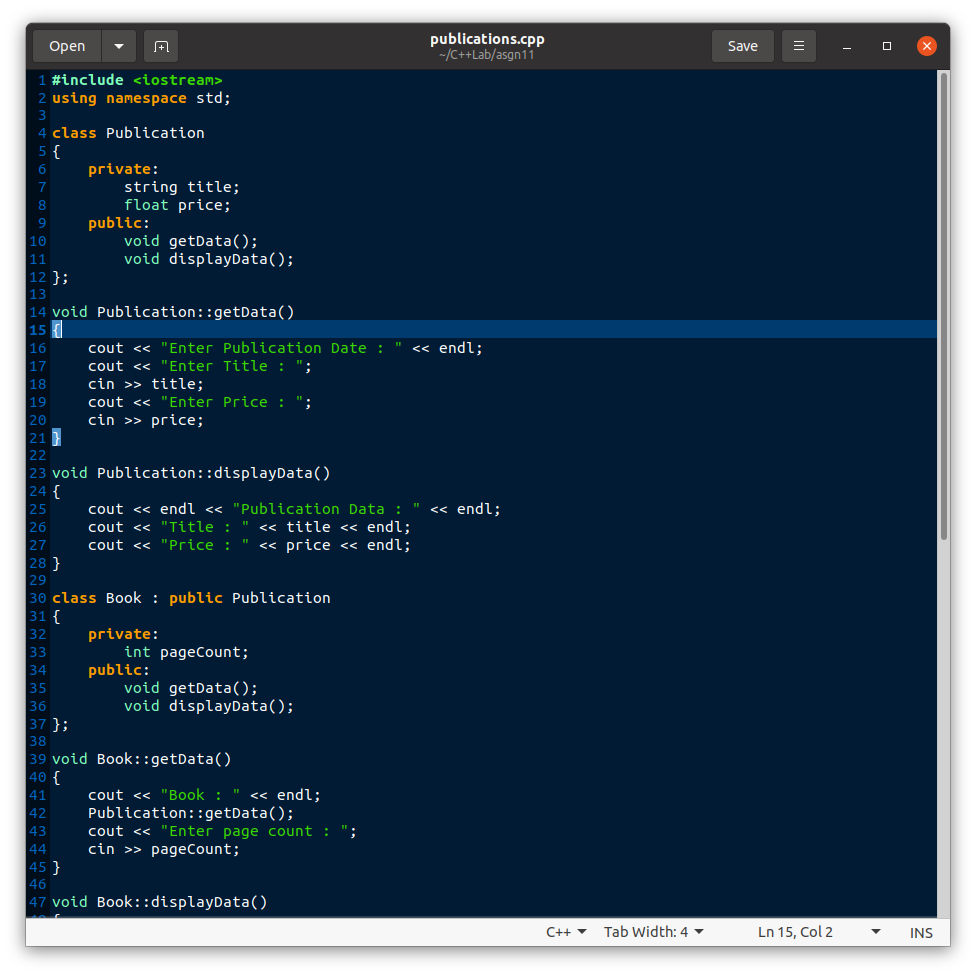 Open
publications.cpp
~/C++Lab/asgn11
Save
1 #include <iostream>
2 using namespace std;
3
4 class Publication
5 {
6     private:
7         string title;
8         float price;
9     public:
10         void getData();
11         void displayData();
12 };
13
14 void Publication::getData()
15 {
16     cout << "Enter Publication Date : " << endl;
17     cout << "Enter Title : ";
18     cin >> title;
19     cout << "Enter Price : ";
20     cin >> price;
21 }
22
23 void Publication::displayData()
24 {
25     cout << endl << "Publication Data : " << endl;
26     cout << "Title : " << title << endl;
27     cout << "Price : " << price << endl;
28 }
29
30 class Book : public Publication
31 {
32     private:
33         int pageCount;
34     public:
35         void getData();
36         void displayData();
37 };
38
39 void Book::getData()
40 {
41     cout << "Book : " << endl;
42     Publication::getData();
43     cout << "Enter page count : ";
44     cin >> pageCount;
45 }
46
47 void Book::displayData()
C++ Tab Width: 4 Ln 15, Col 2 INS